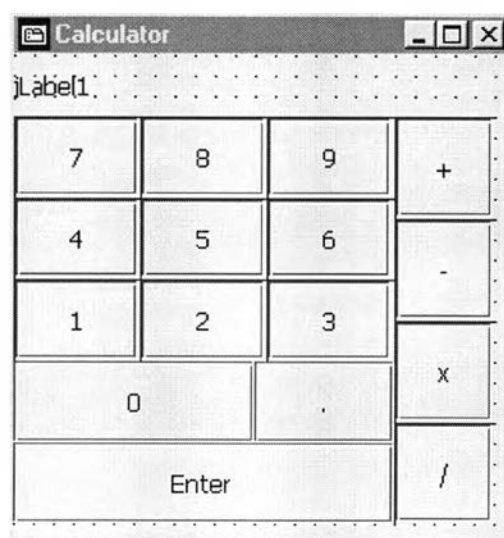 Calculator
jLabel1
7 8 9 +
4 5 6 -
1 2 3 x
0 .
Enter /